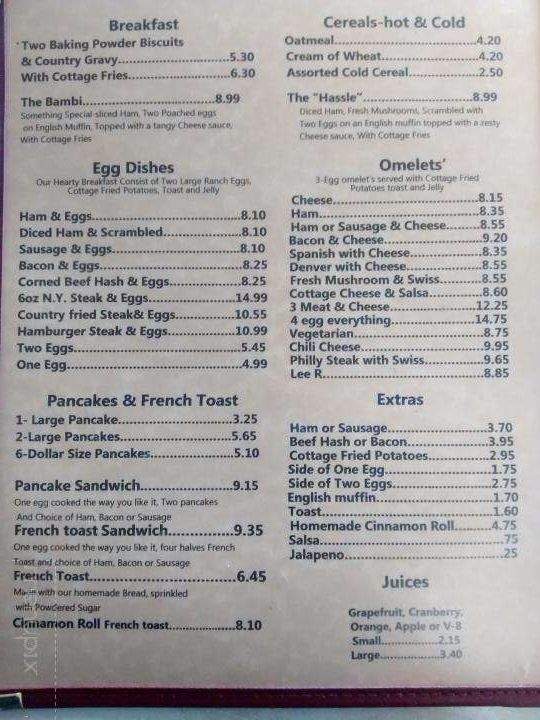 Breakfast
Two Baking Powder Biscuits
& Country Gravy..............................5.30
With Cottage Fries..........................6.30
The Bambi.................................8.99
Something Special-sliced Ham, Two Poached eggs
on English Muffin, Topped with a tangy Cheese sauce,
With Cottage Fries
Egg Dishes
Our Hearty Breakfast Consist of Two Large Ranch Eggs,
Cottage Fried Potatoes, Toast and Jelly
Ham & Eggs.....................................8.10
Diced Ham & Scrambled....................8.10
Sausage & Eggs................................8.10
Bacon & Eggs...................................8.25
Corned Beef Hash & Eggs..................8.25
6oz N.Y. Steak & Eggs......................14.99
Country fried Steak& Eggs...............10.55
Hamburger Steak & Eggs.................10.99
Two Eggs..........................................5.45
One Egg...........................................4.99
Pancakes & French Toast
1- Large Pancake............................3.25
2-Large Pancakes...........................5.65
6-Dollar Size Pancakes....................5.10
Pancake Sandwich......................9.15
One egg cooked the way you like it, Two pancakes
And Choice of Ham, Bacon or Sausage
French toast Sandwich.............9.35
One egg cooked the way you like it, four halves French
Toast and choice of Ham, Bacon or Sausage
French Toast.............................6.45
Made with our homemade Bread, sprinkled
with Powdered Sugar
Cinnamon Roll French toast................8.10
Cereals-hot & Cold
Oatmeal....................................4.20
Cream of Wheat...........................4.20
Assorted Cold Cereal....................2.50
The "Hassle"...........................8.99
Diced Ham, Fresh Mushrooms, Scrambled with
Two Eggs on an English muffin topped with a zesty
Cheese sauce, With Cottage Fries
Omelets'
3-Egg omelet's served with Cottage Fried
Potatoes toast and Jelly
Cheese...........................................8.15
Ham...............................................8.35
Ham or Sausage & Cheese.............8.55
Bacon & Cheese.............................9.20
Spanish with Cheese......................8.35
Denver with Cheese.......................8.55
Fresh Mushroom & Swiss...............8.55
Cottage Cheese & Salsa..................8.60
3 Meat & Cheese..........................12.25
4 egg everything..........................14.75
Vegetarian.....................................8.75
Chili Cheese...................................9.95
Philly Steak with Swiss...................9.65
Lee R..............................................8.85
Extras
Ham or Sausage.............................3.70
Beef Hash or Bacon........................3.95
Cottage Fried Potatoes...................2.95
Side of One Egg..............................1.75
Side of Two Eggs............................2.75
English muffin................................1.70
Toast..............................................1.60
Homemade Cinnamon Roll.............4.75
Salsa.................................................75
Jalapeno...........................................25
Juices
Grapefruit, Cranberry,
Orange, Apple or V-8
Small...............2.15
Large...............3.40